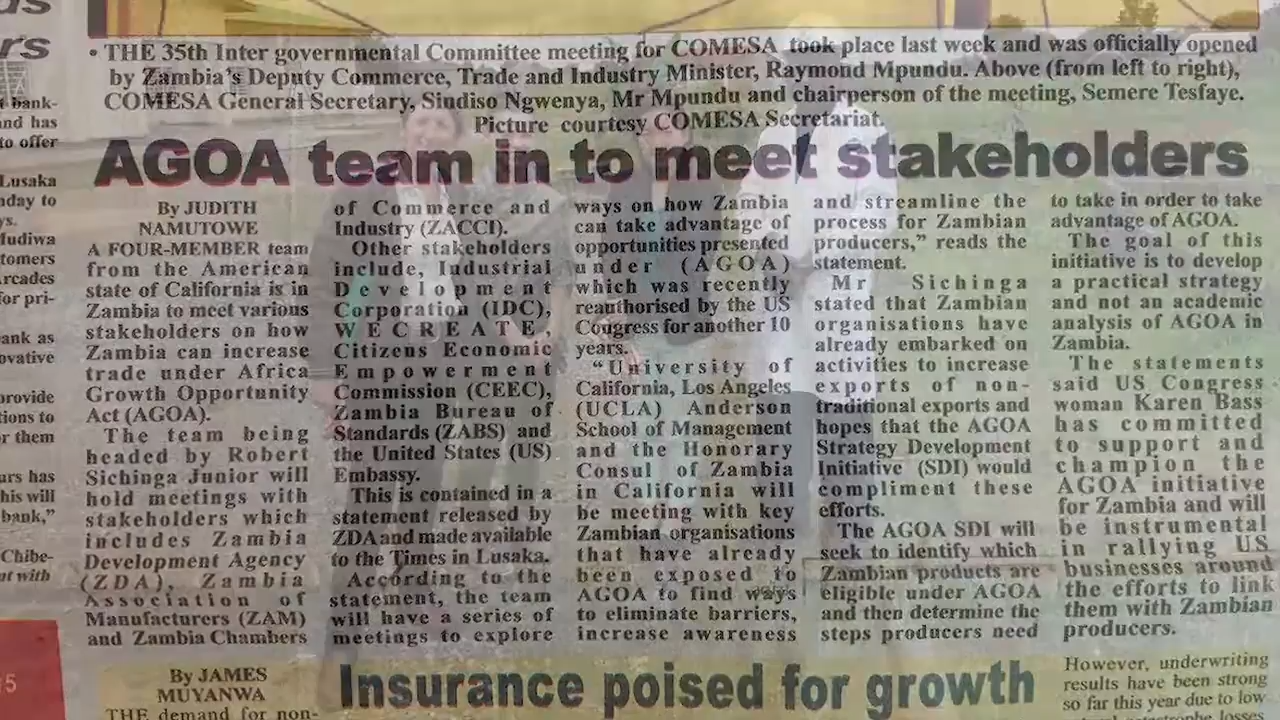 • THE 35th Inter governmental Committee meeting for COMESA took place last week and was officially opened
by Zambia's Deputy Commerce, Trade and Industry Minister, Raymond Mpundu. Above (from left to right),
COMESA General Secretary, Sindiso Ngwenya, Mr Mpundu and chairperson of the meeting, Semere Tesfaye.
Picture courtesy COMESA Secretariat.
AGOA team in to meet stakeholders
By JUDITH
NAMUTOWE
A FOUR-MEMBER team
from the American
state of California is in
Zambia to meet various
stakeholders on how
Zambia can increase
trade under Africa
Growth Opportunity
Act (AGOA).
The team being
headed by Robert
Sichinga Junior will
hold meetings with
stakeholders which
includes Zambia
Development Agency
(ZDA), Zambia
Association of
Manufacturers (ZAM)
and Zambia Chambers
of Commerce and
Industry (ZACCI).
Other stakeholders
include, Industrial
Development
Corporation (IDC),
WECREATE,
Citizens Economic
Empowerment
Commission (CEEC),
Zambia Bureau of
Standards (ZABS) and
the United States (US)
Embassy.
This is contained in a
statement released by
ZDA and made available
to the Times in Lusaka.
According to the
statement, the team
will have a series of
meetings to explore
ways on how Zambia
can take advantage of
opportunities presented
under (AGOA)
which was recently
reauthorised by the US
Congress for another 10
years.
"University of
California, Los Angeles
(UCLA) Anderson
School of Management
and the Honorary
Consul of Zambia
in California will
be meeting with key
Zambian organisations
that have already
been exposed to
AGOA to find ways
to eliminate barriers,
increase awareness
and streamline the
process for Zambian
producers," reads the
statement.
Mr Sichinga
stated that Zambian
organisations have
already embarked on
activities to increase
exports of non-
traditional exports and
hopes that the AGOA
Strategy Development
Initiative (SDI) would
compliment these
efforts.
The AGOA SDI will
seek to identify which
Zambian products are
eligible under AGOA
and then determine the
steps producers need
to take in order to take
advantage of AGOA.
The goal of this
initiative is to develop
a practical strategy
and not an academic
analysis of AGOA in
Zambia.
The statements
said US Congress
woman Karen Bass
has committed
to support and
champion the
AGOA initiative
for Zambia and will
be instrumental
in rallying US
businesses around
the efforts to link
them with Zambian
producers.
By JAMES
MUYANWA
THE demand for non-
Insurance poised for growth
However, underwriting
results have been strong
so far this year due to low